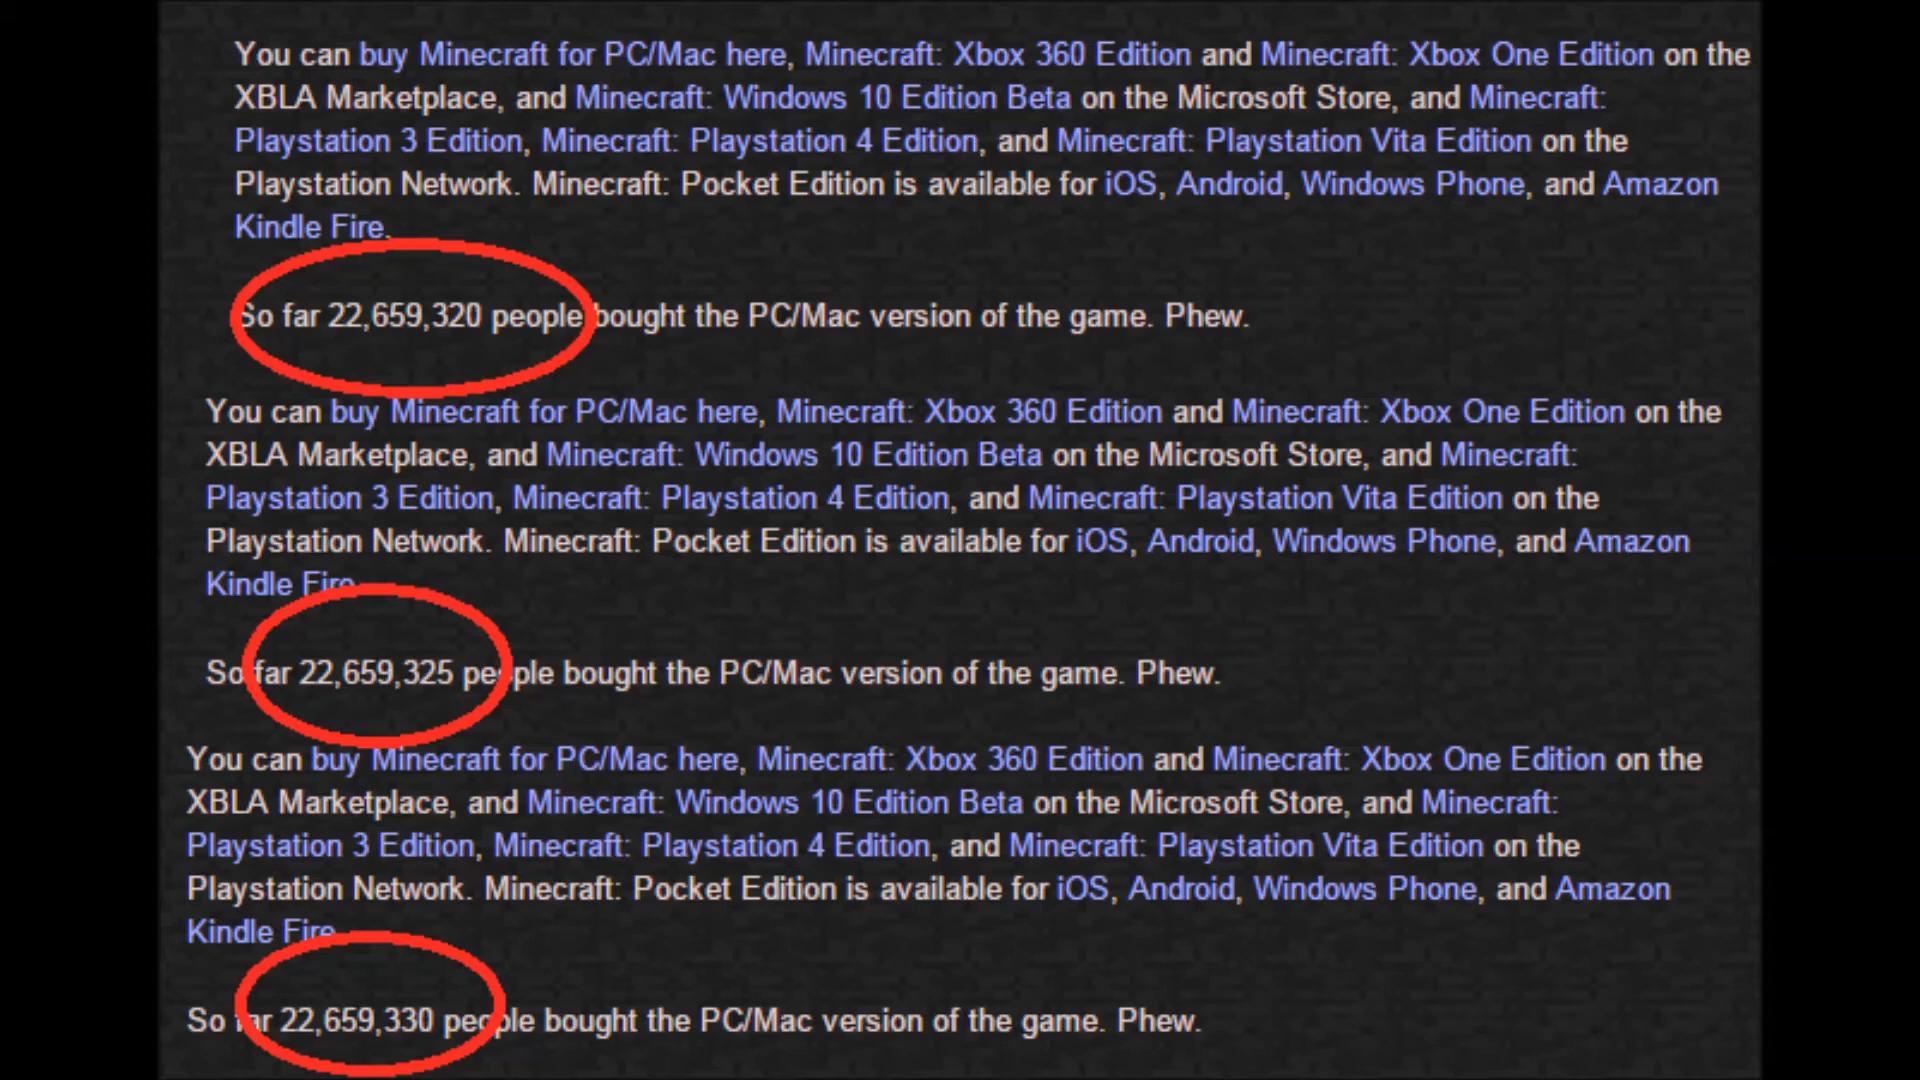 You can buy Minecraft for PC/Mac here, Minecraft: Xbox 360 Edition and Minecraft: Xbox One Edition on the
XBLA Marketplace, and Minecraft: Windows 10 Edition Beta on the Microsoft Store, and Minecraft:
Playstation 3 Edition, Minecraft: Playstation 4 Edition, and Minecraft: Playstation Vita Edition on the
Playstation Network. Minecraft: Pocket Edition is available for iOS, Android, Windows Phone, and Amazon
Kindle Fire.
So far 22,659,320 people bought the PC/Mac version of the game. Phew.
You can buy Minecraft for PC/Mac here, Minecraft: Xbox 360 Edition and Minecraft: Xbox One Edition on the
XBLA Marketplace, and Minecraft: Windows 10 Edition Beta on the Microsoft Store, and Minecraft:
Playstation 3 Edition, Minecraft: Playstation 4 Edition, and Minecraft: Playstation Vita Edition on the
Playstation Network. Minecraft: Pocket Edition is available for iOS, Android, Windows Phone, and Amazon
Kindle Fire
So far 22,659,325 people bought the PC/Mac version of the game. Phew.
You can buy Minecraft for PC/Mac here, Minecraft: Xbox 360 Edition and Minecraft: Xbox One Edition on the
XBLA Marketplace, and Minecraft: Windows 10 Edition Beta on the Microsoft Store, and Minecraft:
Playstation 3 Edition, Minecraft: Playstation 4 Edition, and Minecraft: Playstation Vita Edition on the
Playstation Network. Minecraft: Pocket Edition is available for iOS, Android, Windows Phone, and Amazon
Kindle Fire
So far 22,659,330 people bought the PC/Mac version of the game. Phew.